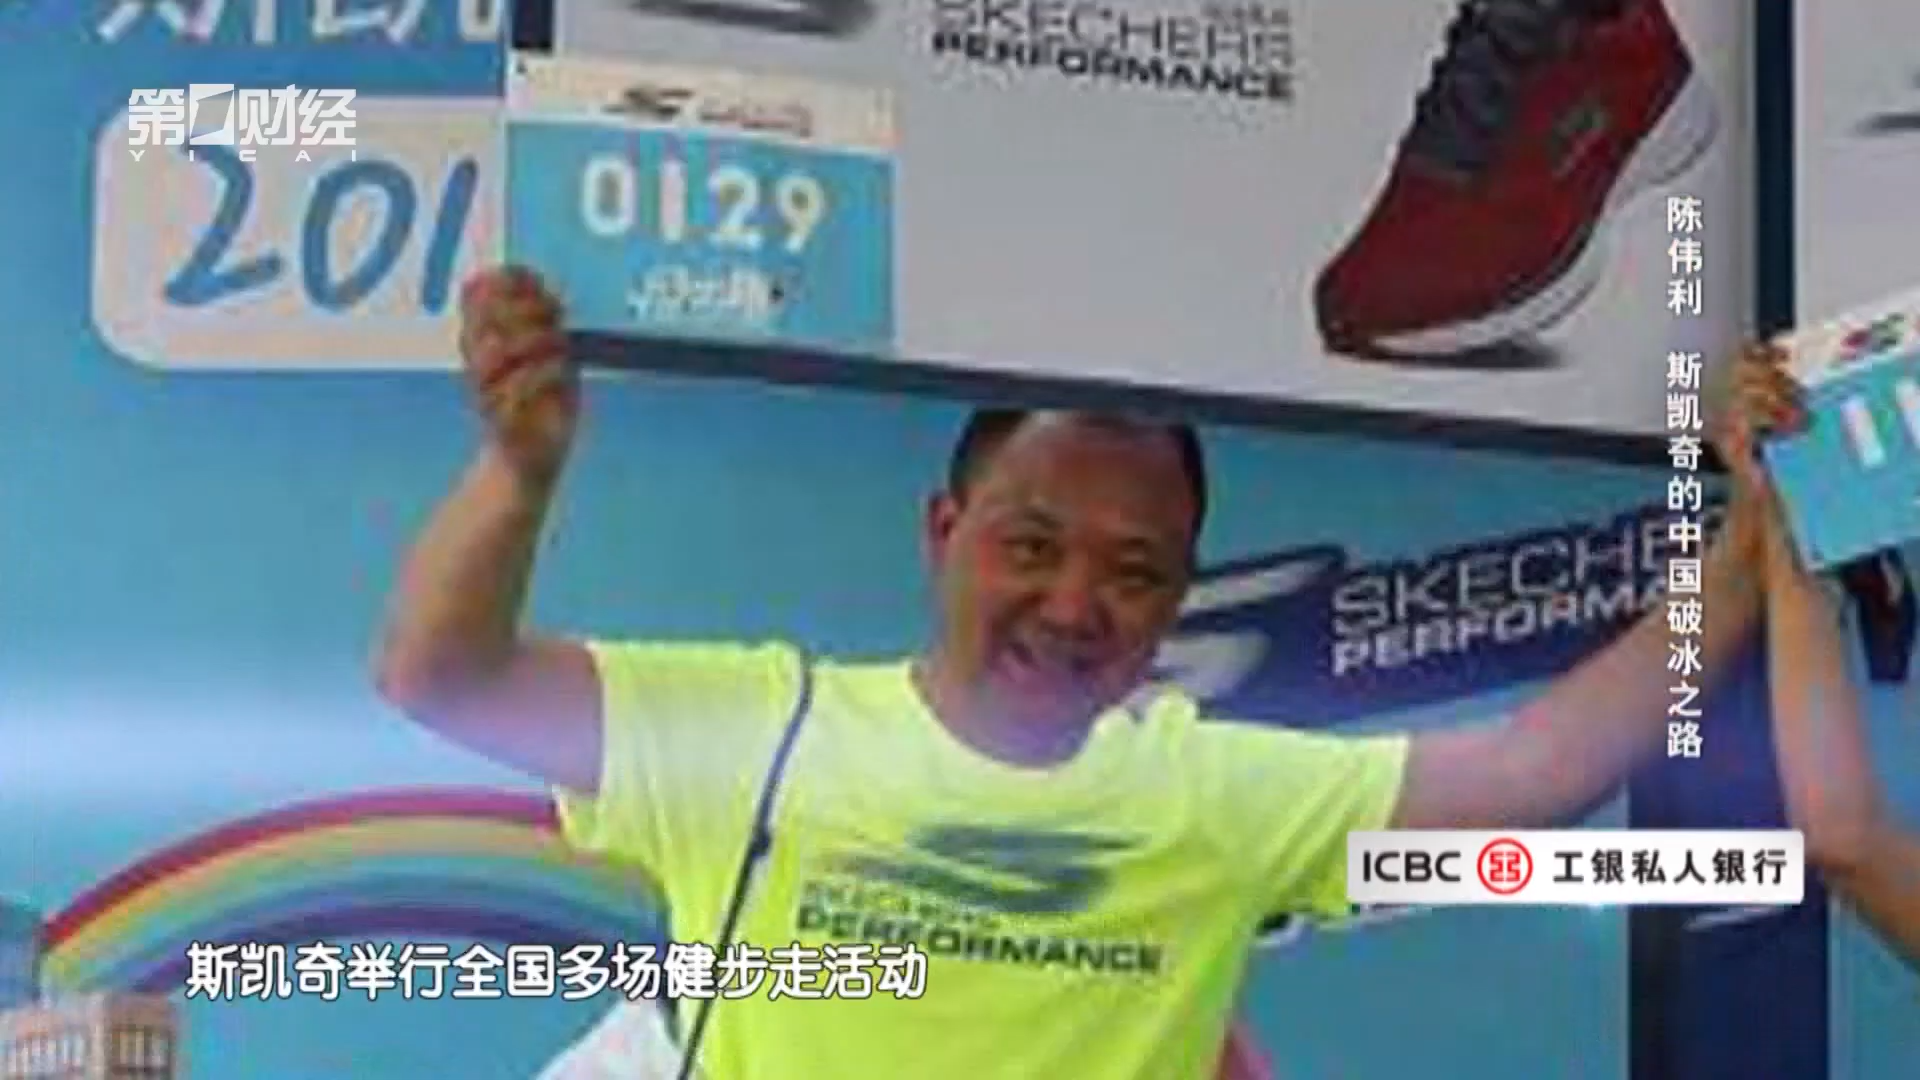 SKECHERS
PERFORMANCE
第一财经
YICAI
201
0129
陈伟利 斯凯奇的中国破冰之路
SKECHE
PERFORMA
ICBC 工银私人银行
PERFORMANCE
斯凯奇举行全国多场健步走活动